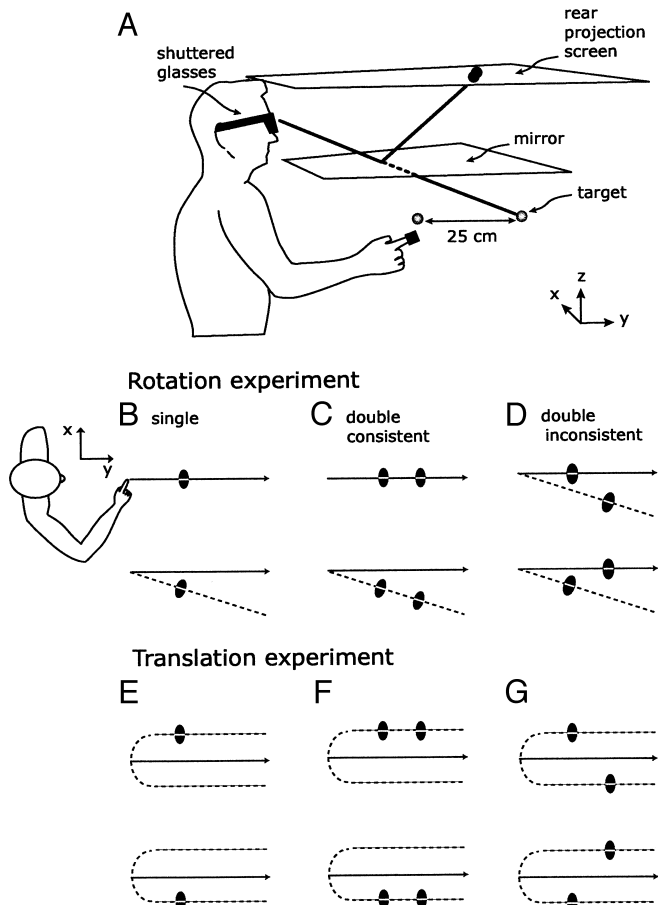 A
rear
projection
screen
shuttered
glasses
mirror
target
25 cm
z
x
y
Rotation experiment
B single
C double
consistent
D double
inconsistent
x
y
Translation experiment
E
F
G